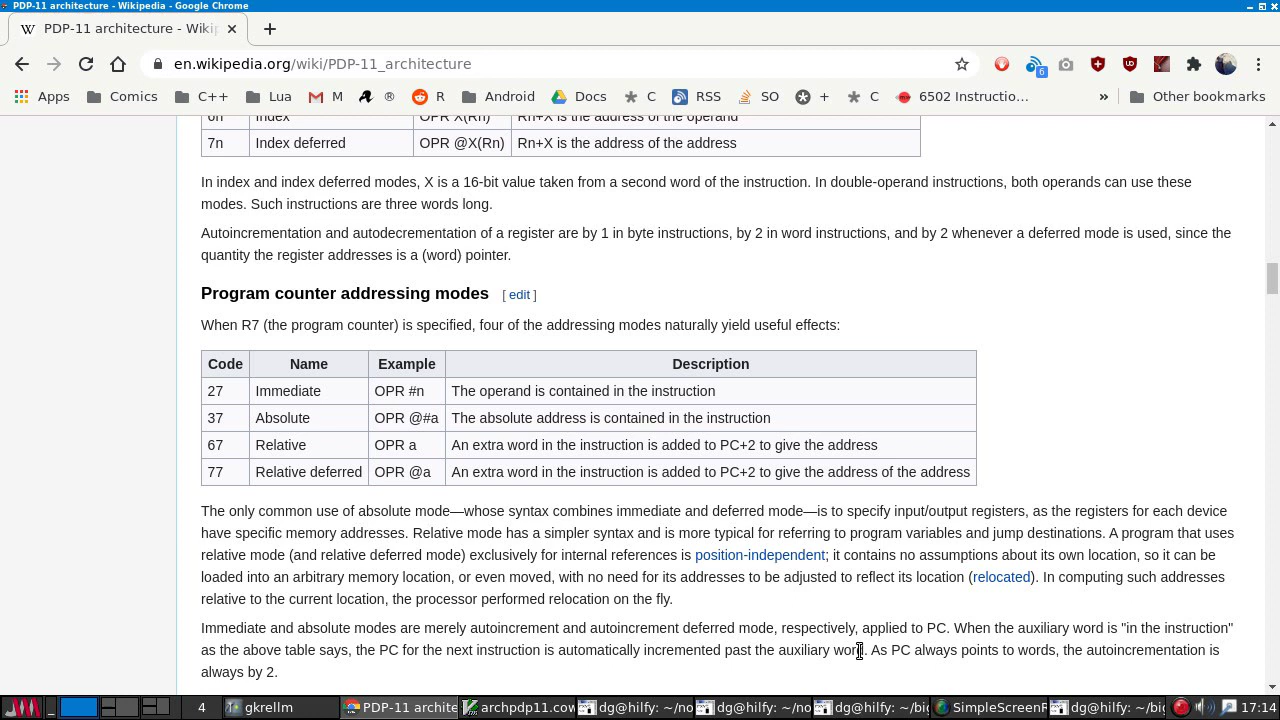 PDP-11 architecture - Wikipedia - Google Chrome
PDP-11 architecture - Wiki
en.wikipedia.org/wiki/PDP-11_architecture
6
Apps Comics C++ Lua M ® R Android Docs C RSS SO + C 6502 Instructio… » Other bookmarks
6n Index OPR X(Rn) Rn+X is the address of the operand
7n Index deferred OPR @X(Rn) Rn+X is the address of the address
In index and index deferred modes, X is a 16-bit value taken from a second word of the instruction. In double-operand instructions, both operands can use these
modes. Such instructions are three words long.
Autoincrementation and autodecrementation of a register are by 1 in byte instructions, by 2 in word instructions, and by 2 whenever a deferred mode is used, since the
quantity the register addresses is a (word) pointer.
Program counter addressing modes [ edit ]
When R7 (the program counter) is specified, four of the addressing modes naturally yield useful effects:
Code Name Example Description
27 Immediate OPR #n The operand is contained in the instruction
37 Absolute OPR @#a The absolute address is contained in the instruction
67 Relative OPR a An extra word in the instruction is added to PC+2 to give the address
77 Relative deferred OPR @a An extra word in the instruction is added to PC+2 to give the address of the address
The only common use of absolute mode—whose syntax combines immediate and deferred mode—is to specify input/output registers, as the registers for each device
have specific memory addresses. Relative mode has a simpler syntax and is more typical for referring to program variables and jump destinations. A program that uses
relative mode (and relative deferred mode) exclusively for internal references is position-independent; it contains no assumptions about its own location, so it can be
loaded into an arbitrary memory location, or even moved, with no need for its addresses to be adjusted to reflect its location (relocated). In computing such addresses
relative to the current location, the processor performed relocation on the fly.
Immediate and absolute modes are merely autoincrement and autoincrement deferred mode, respectively, applied to PC. When the auxiliary word is "in the instruction"
as the above table says, the PC for the next instruction is automatically incremented past the auxiliary word. As PC always points to words, the autoincrementation is
always by 2.
4 gkrellm PDP-11 archite archpdp11.cow dg@hilfy: ~/no dg@hilfy: ~/no dg@hilfy: ~/big SimpleScreenR dg@hilfy: ~/big 17:14